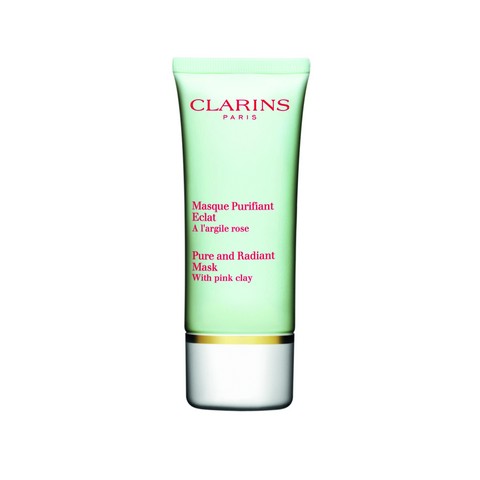 CLARINS
PARIS
Masque Purifiant
Eclat
A l'argile rose
Pure and Radiant
Mask
With pink clay